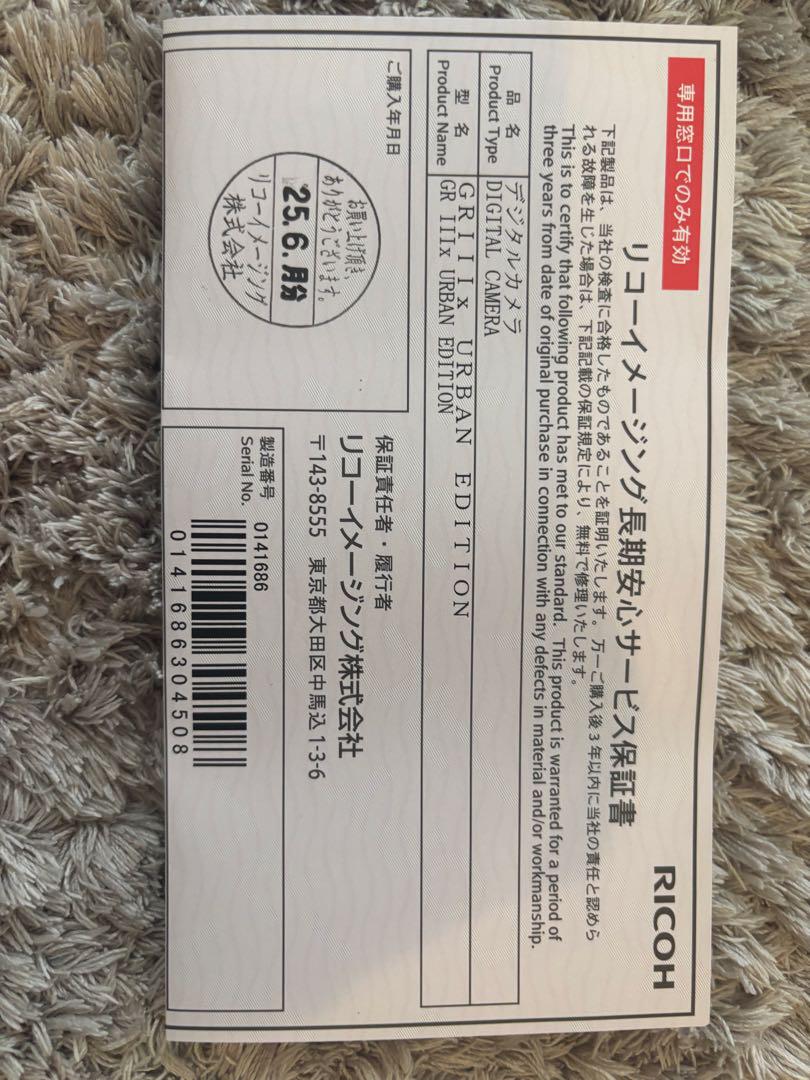 専用窓口でのみ有効
リコーイメージング長期安心サービス保証書
RICOH
下記製品は、当社の検査に合格したものであることを証明いたします。万一ご購入後3年以内に当社の責任と認めら
れる故障を生じた場合は、下記記載の保証規定により、無料で修理いたします。
This is to certify that following product has met to our standard. This product is warranted for a period of
three years from date of original purchase in connection with any defects in material and/or workmanship.
品 名 デジタルカメラ
Product Type DIGITAL CAMERA
型 名 GRIIIx URBAN EDITION
Product Name GR IIIx URBAN EDITION
ご購入年月日
お買い上げ頂き、
ありがとうございます。
'25.6.月分
リコーイメージング
株式会社
保証責任者・履行者
リコーイメージング株式会社
〒143-8555 東京都大田区中馬込 1-3-6
製造番号 0141686
Serial No.
0141686304508